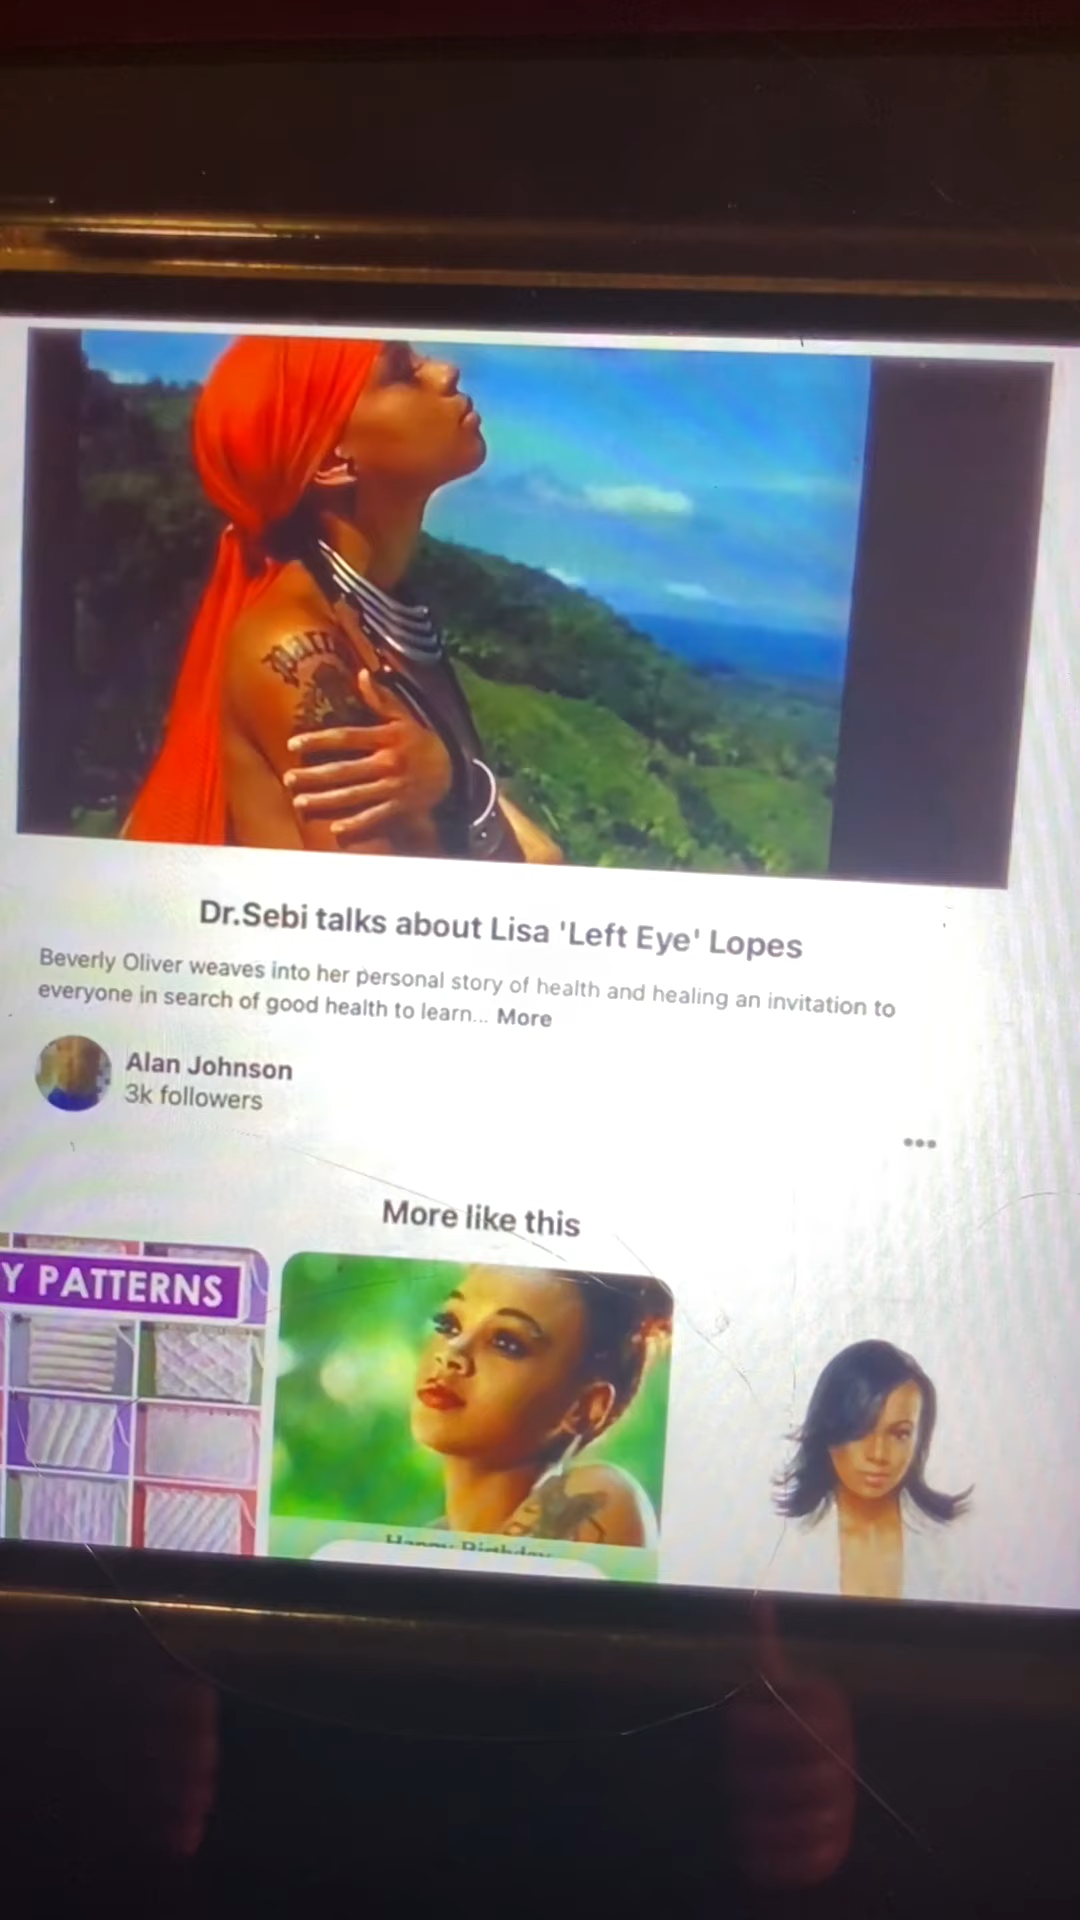 Dr.Sebi talks about Lisa 'Left Eye' Lopes
Beverly Oliver weaves into her personal story of health and healing an invitation to
everyone in search of good health to learn... More
Alan Johnson
3k followers
More like this
Y PATTERNS
Happy Birthday